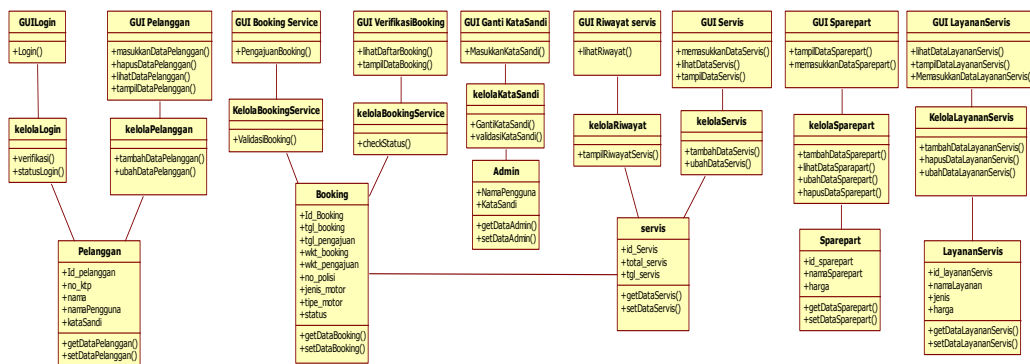 GUILogin
+Login()
GUI Pelanggan
+masukkanDataPelanggan()
+hapusDataPelanggan()
+lihatDataPelanggan()
+tampilDataPelanggan()
GUI Booking Service
+PengajuanBooking()
GUI VerifikasiBooking
+lihatDaftarBooking()
+tampilDataBooking()
GUI Ganti KataSandi
+MasukkanKataSandi()
GUI Riwayat servis
+lihatRiwayat()
GUI Servis
+memasukkanDataServis()
+lihatDataServis()
+tampilDataServis()
GUI Sparepart
+tampilDataSparepart()
+memasukkanDataSparepart()
GUI LayananServis
+lihatDataLayananServis()
+tampilDataLayananServis()
+MemasukkanDataLayananServis()
kelolaLogin
+verifikasi()
+statusLogin()
kelolaPelanggan
+tambahDataPelanggan()
+ubahDataPelanggan()
KelolaBookingService
+ValidasiBooking()
kelolaBookingService
+checkStatus()
kelolaKataSandi
+GantiKataSandi()
+validasiKataSandi()
kelolaRiwayat
+tampilRiwayatServis()
kelolaServis
+tambahDataServis()
+ubahDataServis()
kelolaSparepart
+tambahDataSparepart()
+lihatDataSparapart()
+ubahDataSparepart()
+hapusDataSparepart()
KelolaLayananServis
+tambahDataLayananServis()
+hapusDataLayananServis()
+ubahDataLayananServis()
Pelanggan
+Id_pelanggan
+no_ktp
+nama
+namaPengguna
+kataSandi
+getDataPelanggan()
+setDataPelanggan()
Booking
+Id_Booking
+tgl_booking
+tgl_pengajuan
+wkt_booking
+wkt_pengajuan
+no_polisi
+jenis_motor
+tipe_motor
+status
+getDataBooking()
+setDataBooking()
Admin
+NamaPengguna
+KataSandi
+getDataAdmin()
+setDataAdmin()
servis
+id_Servis
+total_servis
+tgl_servis
+getDataServis()
+setDataServis()
Sparepart
+id_sparepart
+namaSparepart
+harga
+getDataSparepart()
+setDataSparepart()
LayananServis
+id_layananServis
+namaLayanan
+jenis
+harga
+getDataLayananServis()
+setDataLayananServis()